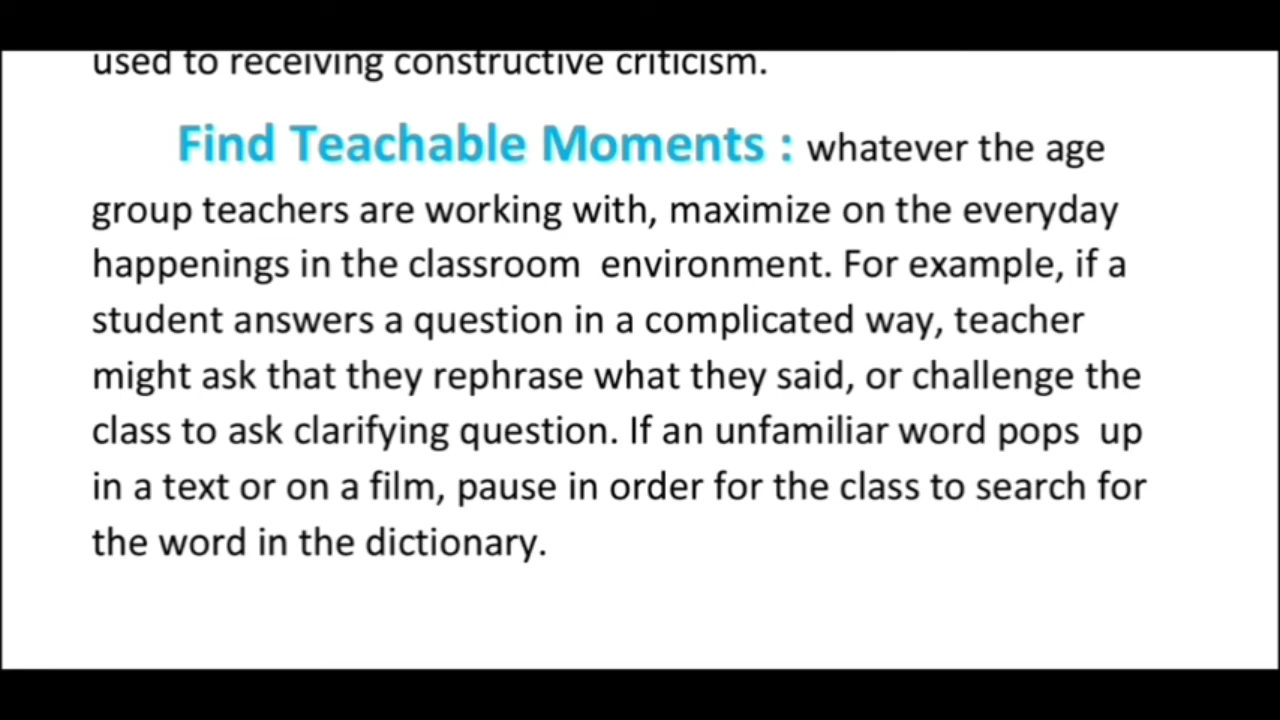 used to receiving constructive criticism.
Find Teachable Moments : whatever the age
group teachers are working with, maximize on the everyday
happenings in the classroom  environment. For example, if a
student answers a question in a complicated way, teacher
might ask that they rephrase what they said, or challenge the
class to ask clarifying question. If an unfamiliar word pops  up
in a text or on a film, pause in order for the class to search for
the word in the dictionary.